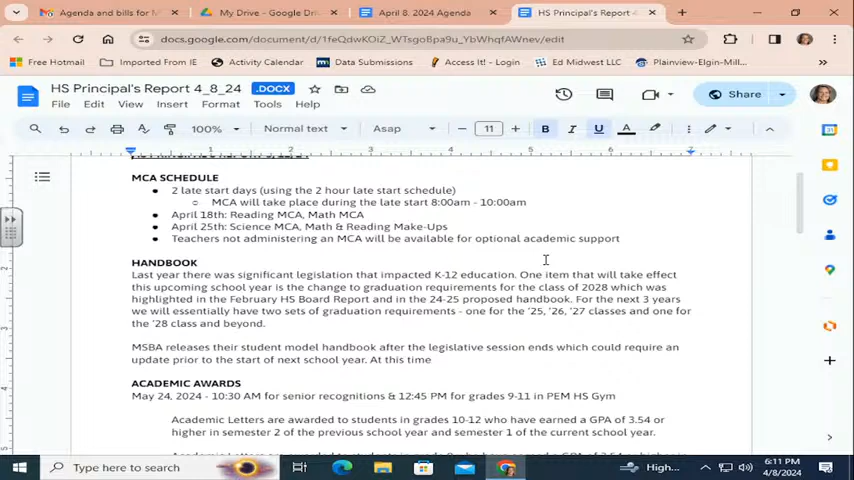 Agenda and bills for M
My Drive - Google Dri
April 8, 2024 Agenda
HS Principal's Report 4
docs.google.com/document/d/1feQdwKOiZ_WTsgoBpa9u_YbWhqfAWnev/edit
Hotmail
Imported From IE
Activity Calendar
Data Submissions
Access It! - Login
Ed Midwest LLC
Plainview-Elgin-Mill...
HS Principal's Report 4_8_24 .DOCX
Share
File Edit View Insert Format Tools Help
100% Normal text Asap 11 B I U A
1 2 3 4 5 6 7
MCA SCHEDULE
● 2 late start days (using the 2 hour late start schedule)
○ MCA will take place during the late start 8:00am - 10:00am
● April 18th: Reading MCA, Math MCA
● April 25th: Science MCA, Math & Reading Make-Ups
● Teachers not administering an MCA will be available for optional academic support
HANDBOOK
Last year there was significant legislation that impacted K-12 education. One item that will take effect
this upcoming school year is the change to graduation requirements for the class of 2028 which was
highlighted in the February HS Board Report and in the 24-25 proposed handbook. For the next 3 years
we will essentially have two sets of graduation requirements - one for the '25, '26, '27 classes and one for
the '28 class and beyond.
MSBA releases their student model handbook after the legislative session ends which could require an
update prior to the start of next school year. At this time
ACADEMIC AWARDS
May 24, 2024 - 10:30 AM for senior recognitions & 12:45 PM for grades 9-11 in PEM HS Gym
Academic Letters are awarded to students in grades 10-12 who have earned a GPA of 3.54 or
higher in semester 2 of the previous school year and semester 1 of the current school year.
Type here to search
High...
6:11 PM
4/8/2024